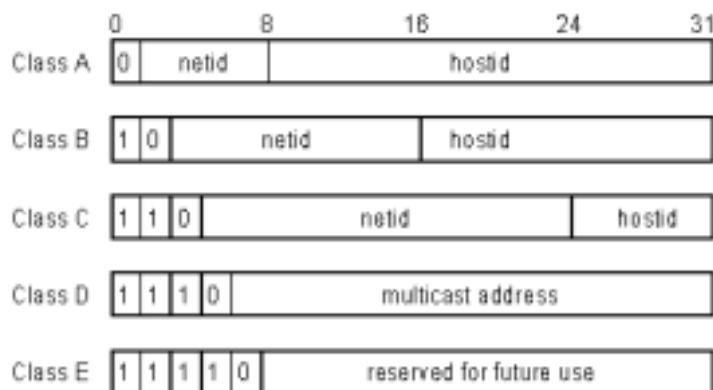 0 8 16 24 31
Class A 0 netid hostid
Class B 1 0 netid hostid
Class C 1 1 0 netid hostid
Class D 1 1 1 0 multicast address
Class E 1 1 1 1 0 reserved for future use